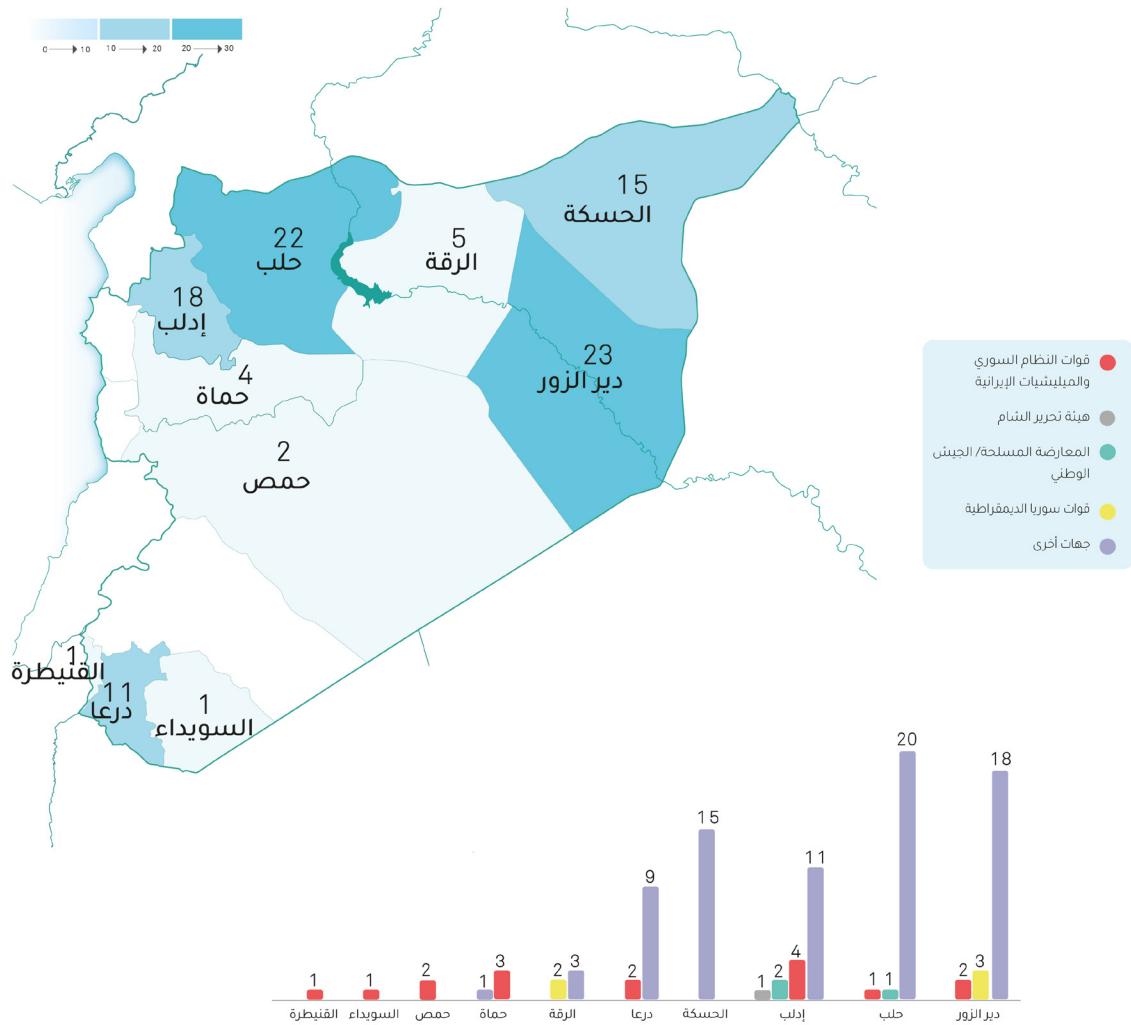 0 10 10 20 20 30
15
الحسكة
22
حلب
5
الرقة
18
إدلب
23
دير الزور
4
حماة
2
حمص
1
القنيطرة
11
درعا
1
السويداء
قوات النظام السوري
والميليشيات الإيرانية
هيئة تحرير الشام
المعارضة المسلحة/ الجيش
الوطني
قوات سوريا الديمقراطية
جهات أخرى
1
1
2
1 3
2 3
2 9
15
1 2 4 11
1 1 20
2 3 18
القنيطرة السويداء حمص حماة الرقة درعا الحسكة إدلب حلب دير الزور